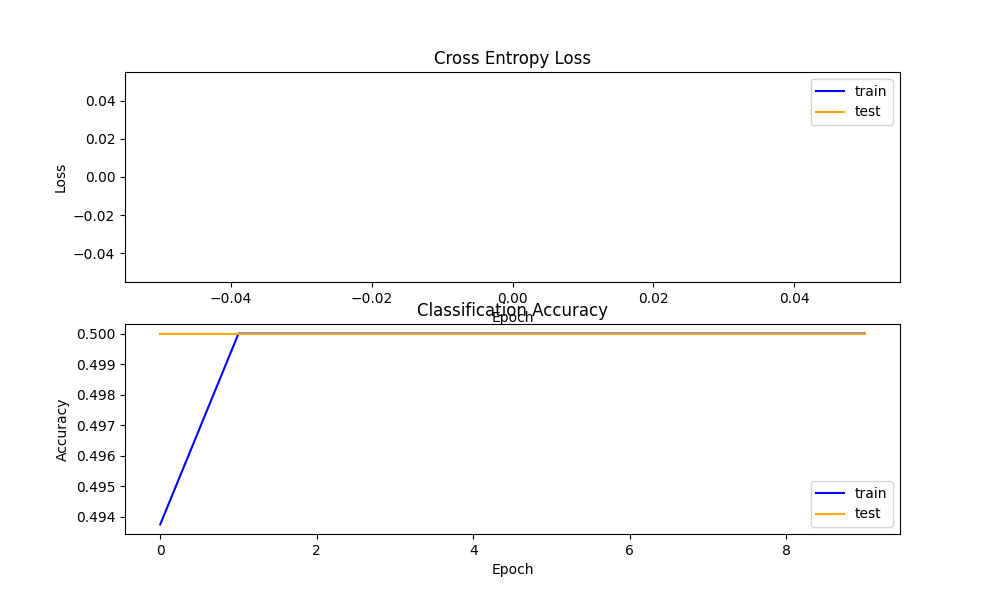 Cross Entropy Loss
0.04
0.02
0.00
−0.02
−0.04
Loss
train
test
−0.04 −0.02 0.00 0.02 0.04
Epoch
Classification Accuracy
0.500
0.499
0.498
0.497
0.496
0.495
0.494
Accuracy
train
test
0 2 4 6 8
Epoch